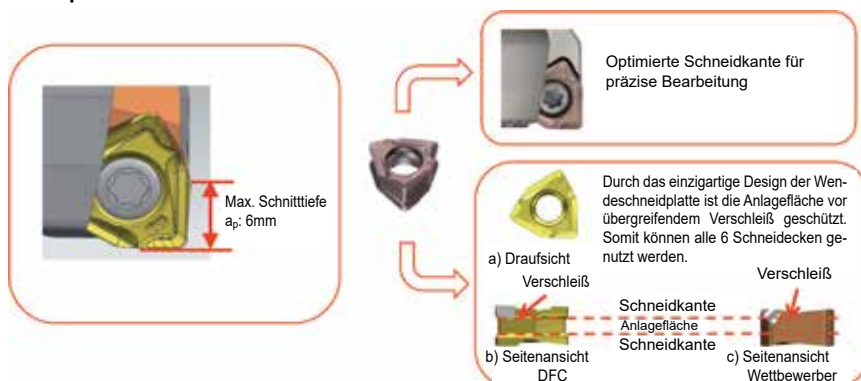 Max. Schnitttiefe
ap: 6mm
Optimierte Schneidkante für
präzise Bearbeitung
Durch das einzigartige Design der Wen-
deschneidplatte ist die Anlagefläche vor
übergreifendem Verschleiß geschützt.
Somit können alle 6 Schneidecken ge-
nutzt werden.
a) Draufsicht
Verschleiß
Verschleiß
Schneidkante
Anlagefläche
Schneidkante
b) Seitenansicht
DFC
c) Seitenansicht
Wettbewerber